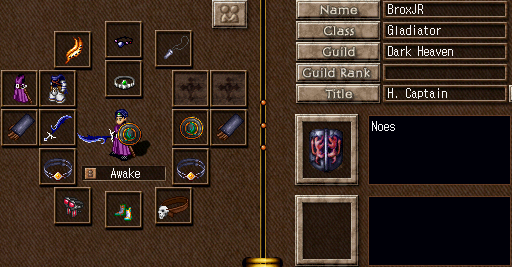 Name BroxJR
Class Gladiator
Guild Dark Heaven
Guild Rank
Title H. Captain
Noes
Awake